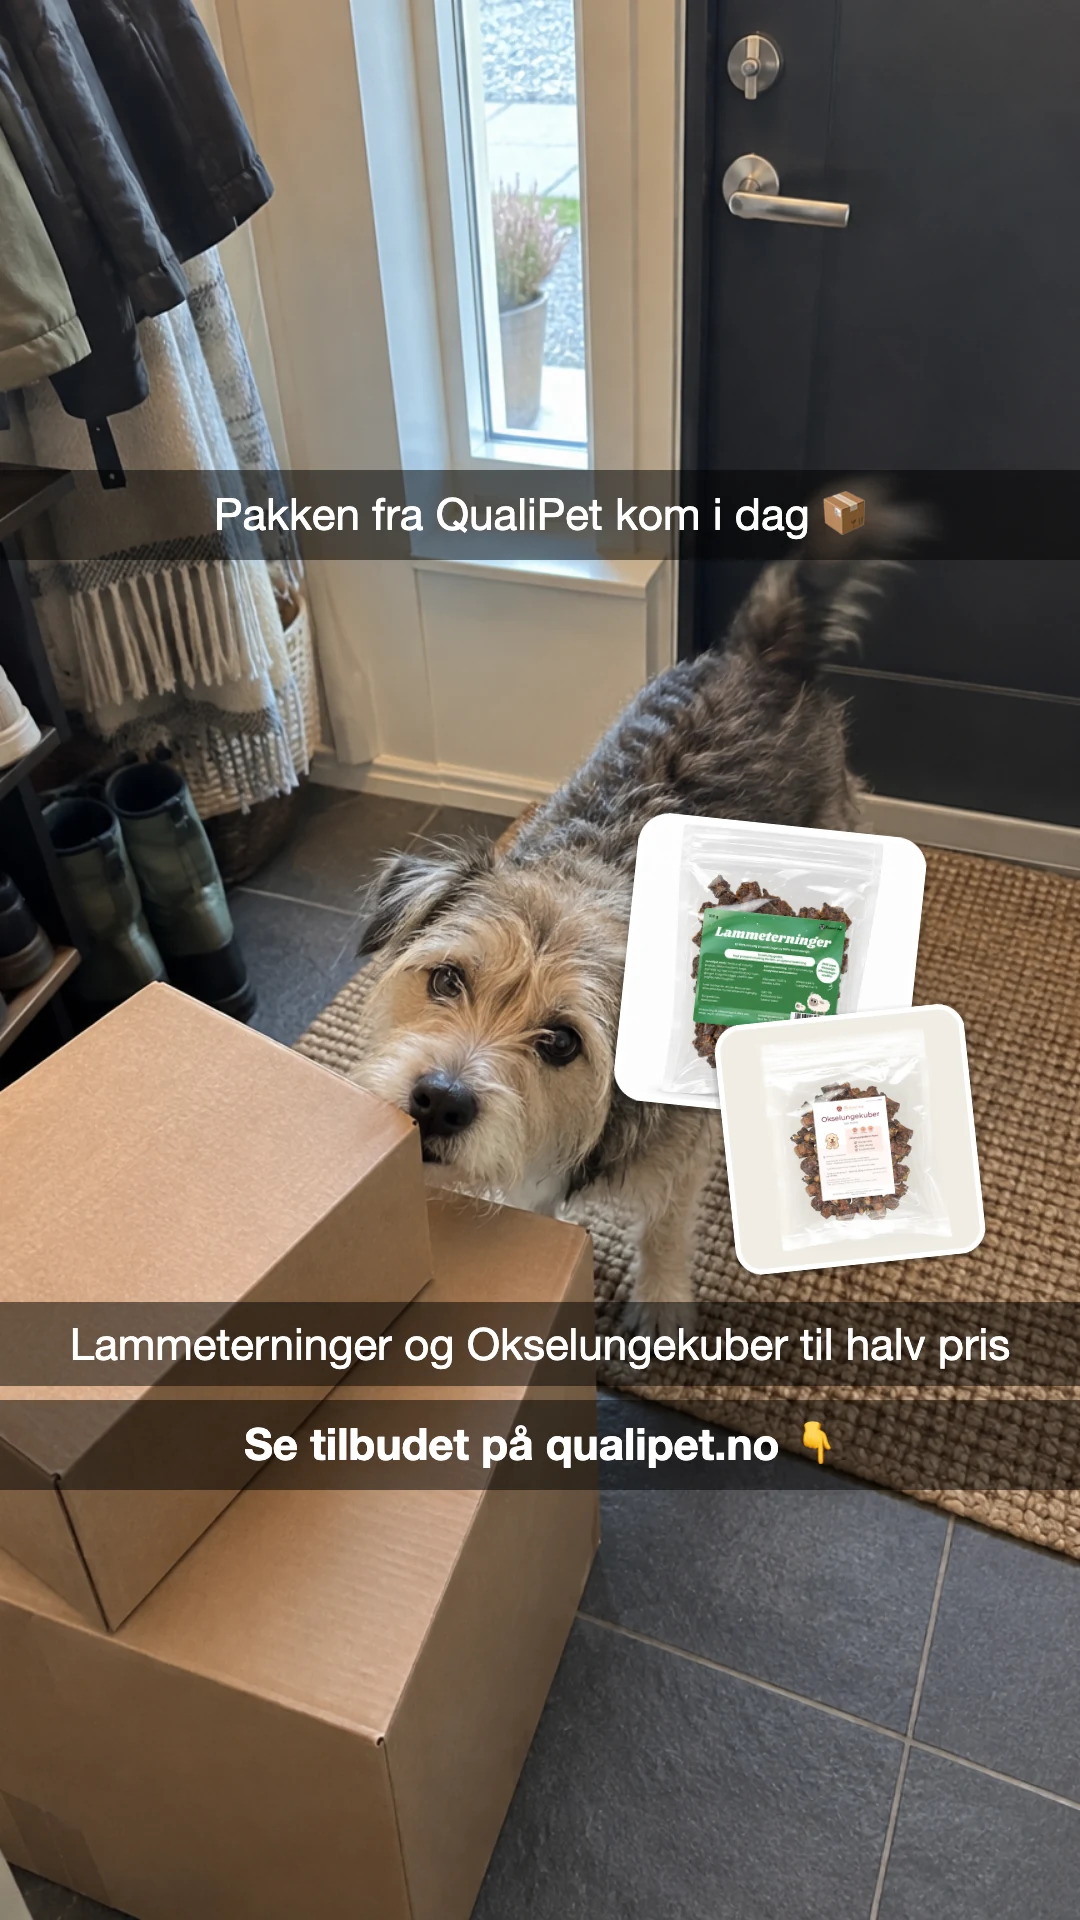 Pakken fra QualiPet kom i dag 📦
Lammeterninger
Okselungekuber
Lammeterninger og Okselungekuber til halv pris
Se tilbudet på qualipet.no 👇